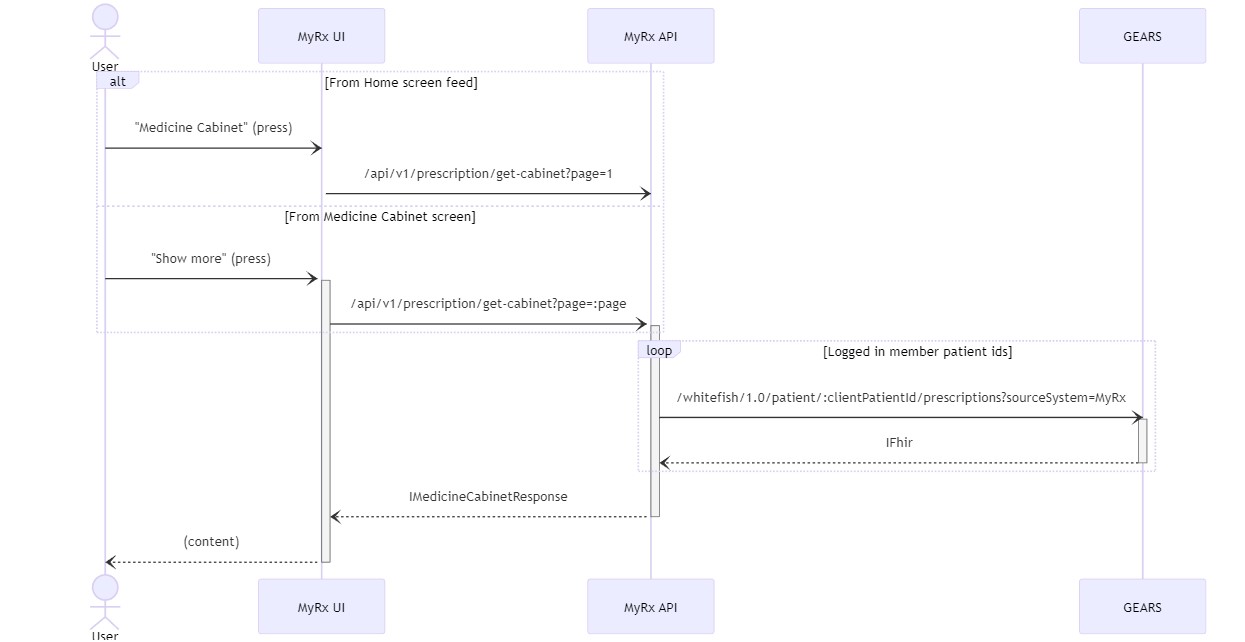 MyRx UI
MyRx API
GEARS
User
alt
[From Home screen feed]
"Medicine Cabinet" (press)
/api/v1/prescription/get-cabinet?page=1
[From Medicine Cabinet screen]
"Show more" (press)
/api/v1/prescription/get-cabinet?page=:page
loop
[Logged in member patient ids]
/whitefish/1.0/patient/:clientPatientId/prescriptions?sourceSystem=MyRx
IFhir
IMedicineCabinetResponse
(content)
MyRx UI
MyRx API
GEARS
User